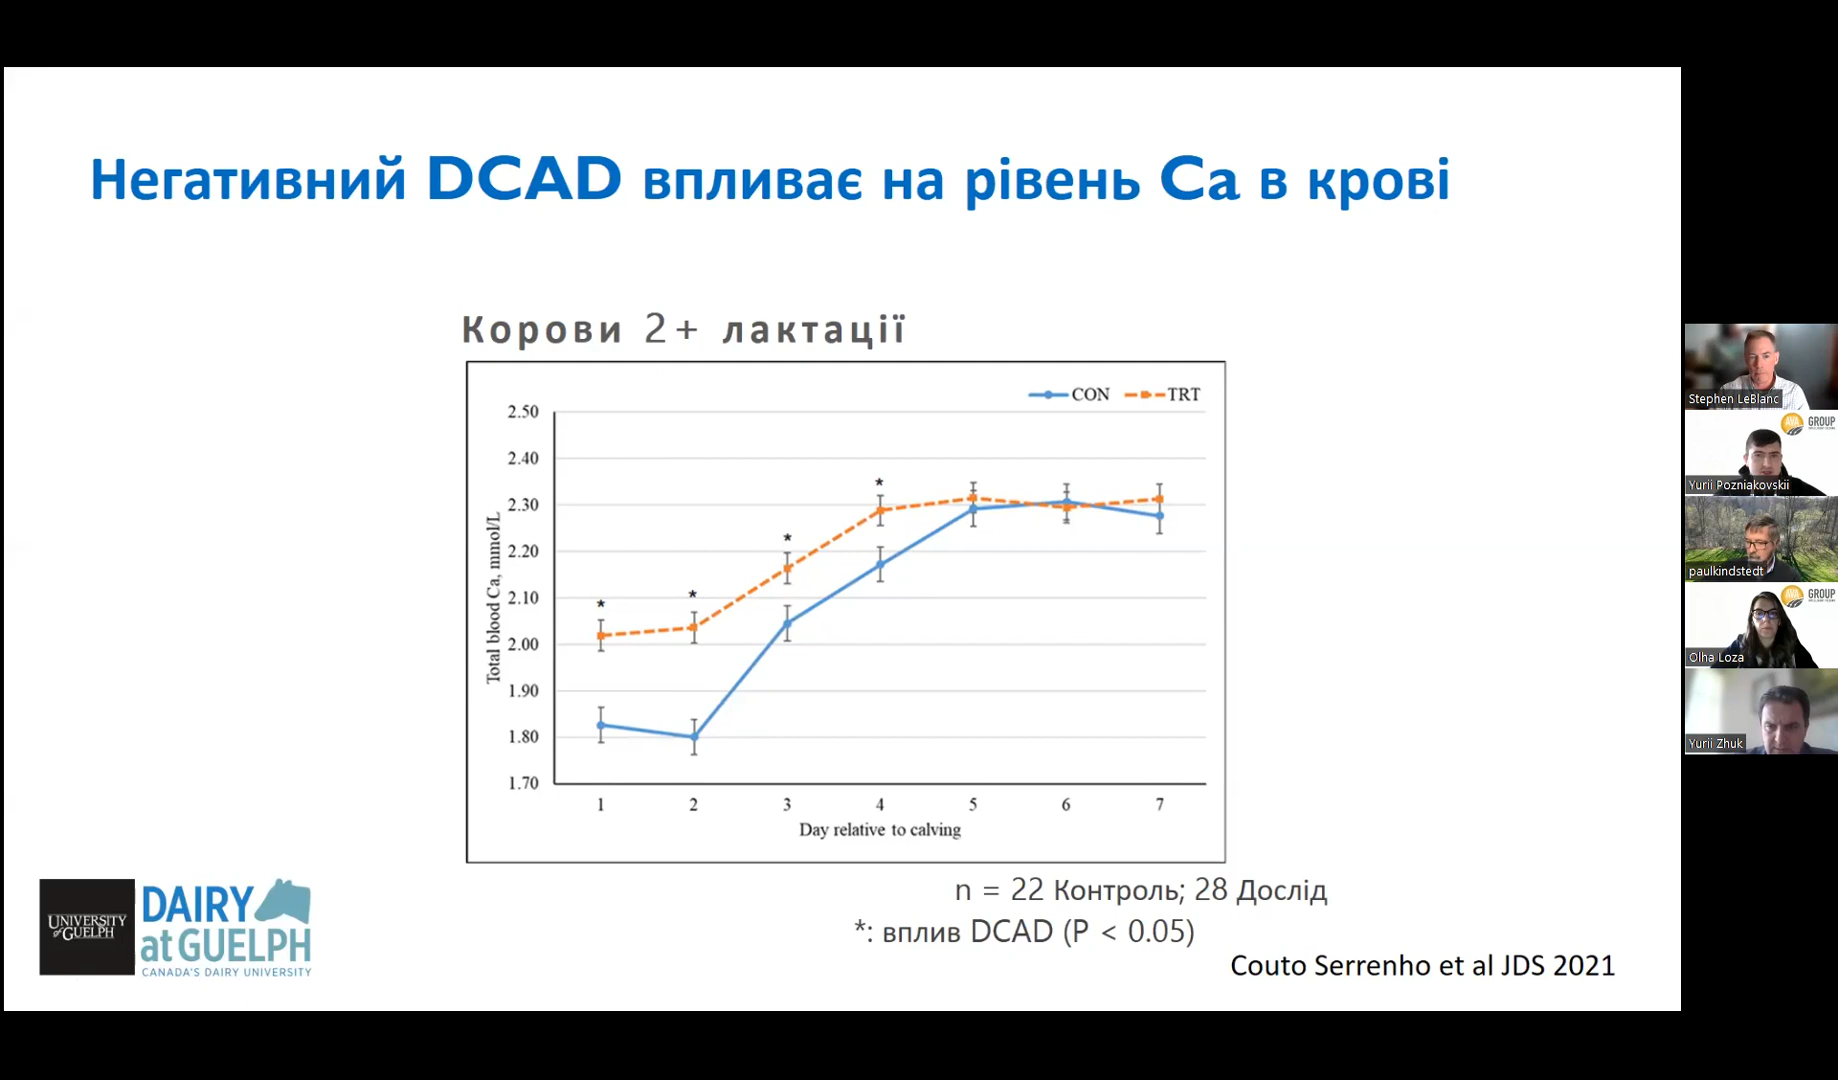 Негативний DCAD впливає на рівень Ca в крові
Корови 2+ лактації
CON TRT
2.50
2.40
2.30
2.20
2.10
2.00
1.90
1.80
1.70
Total blood Ca, mmol/L
* * * *
1 2 3 4 5 6 7
Day relative to calving
n = 22 Контроль; 28 Дослід
*: вплив DCAD (P < 0.05)
Couto Serrenho et al JDS 2021
UNIVERSITY
of GUELPH
DAIRY
at GUELPH
CANADA'S DAIRY UNIVERSITY
Stephen LeBlanc
AVA GROUP
Yurii Pozniakovskii
paulkindstedt
AVA GROUP
Olha Loza
Yurii Zhuk